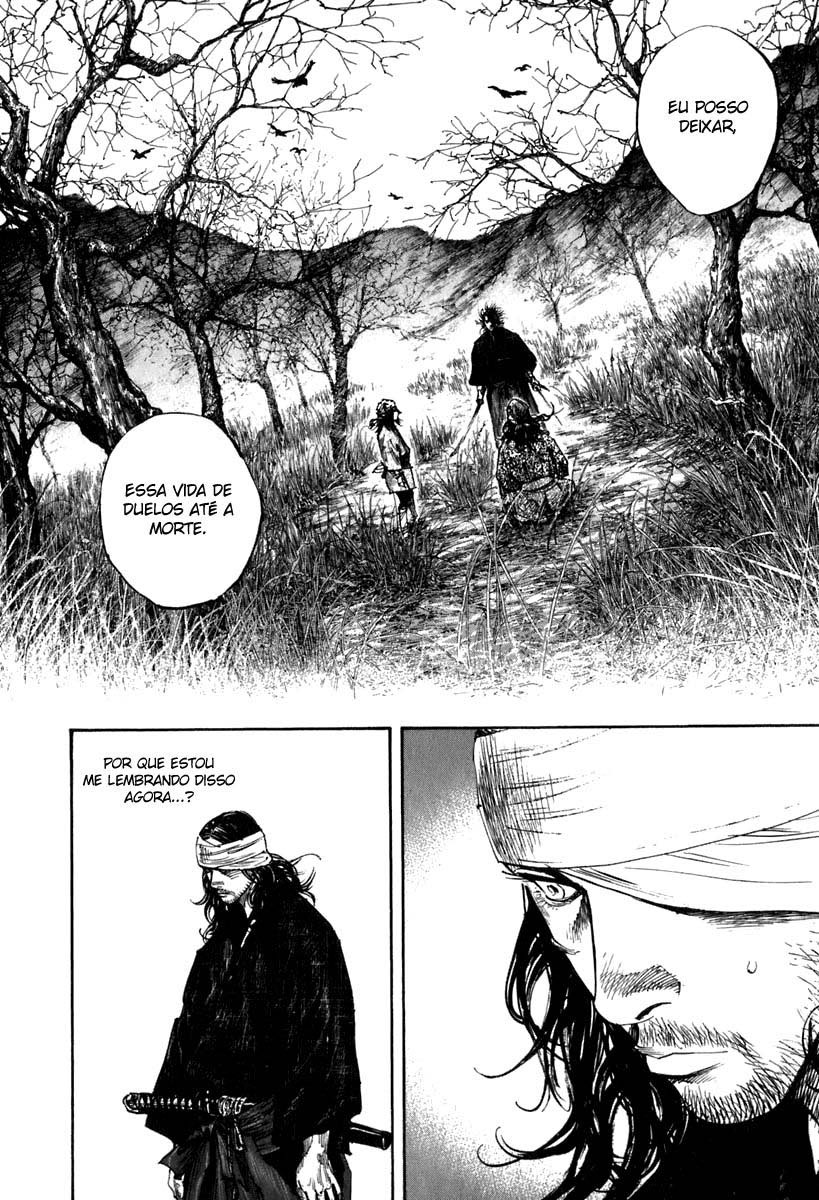 EU POSSO
DEIXAR,
ESSA VIDA DE
DUELOS ATÉ A
MORTE.
POR QUE ESTOU
ME LEMBRANDO DISSO
AGORA...?